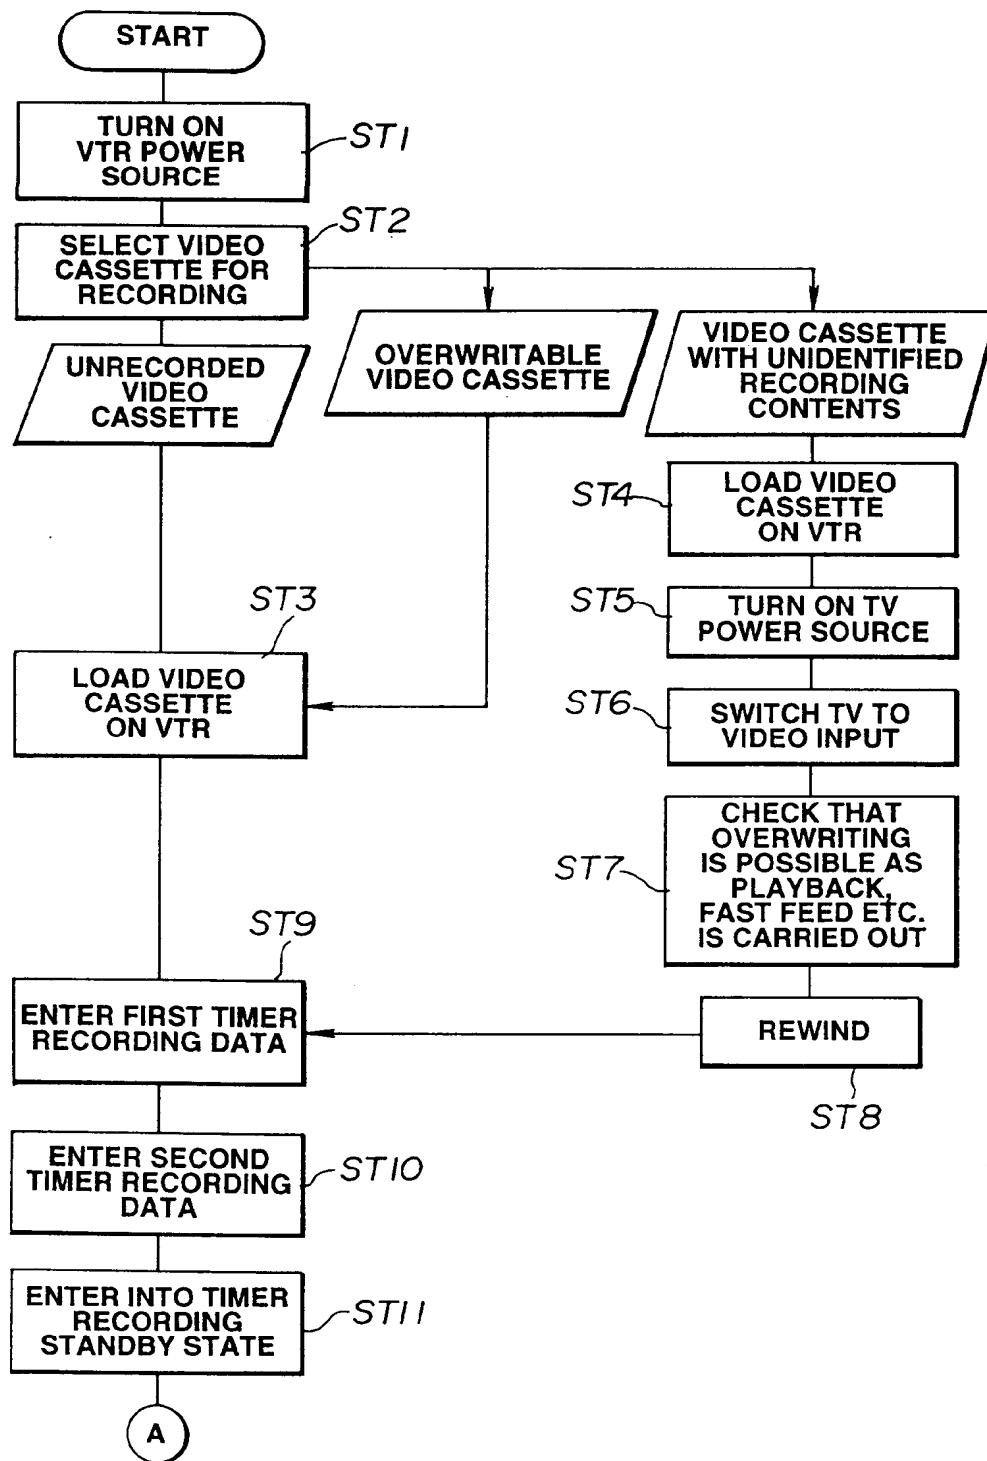 START
TURN ON
VTR POWER
SOURCE
ST1
SELECT VIDEO
CASSETTE FOR
RECORDING
ST2
UNRECORDED
VIDEO
CASSETTE
OVERWRITABLE
VIDEO CASSETTE
VIDEO CASSETTE
WITH UNIDENTIFIED
RECORDING
CONTENTS
ST4
LOAD VIDEO
CASSETTE
ON VTR
ST5
TURN ON TV
POWER SOURCE
ST3
LOAD VIDEO
CASSETTE
ON VTR
ST6
SWITCH TV TO
VIDEO INPUT
ST7
CHECK THAT
OVERWRITING
IS POSSIBLE AS
PLAYBACK,
FAST FEED ETC.
IS CARRIED OUT
ST9
ENTER FIRST TIMER
RECORDING DATA
REWIND
ST8
ENTER SECOND
TIMER RECORDING
DATA
ST10
ENTER INTO TIMER
RECORDING
STANDBY STATE
ST11
A